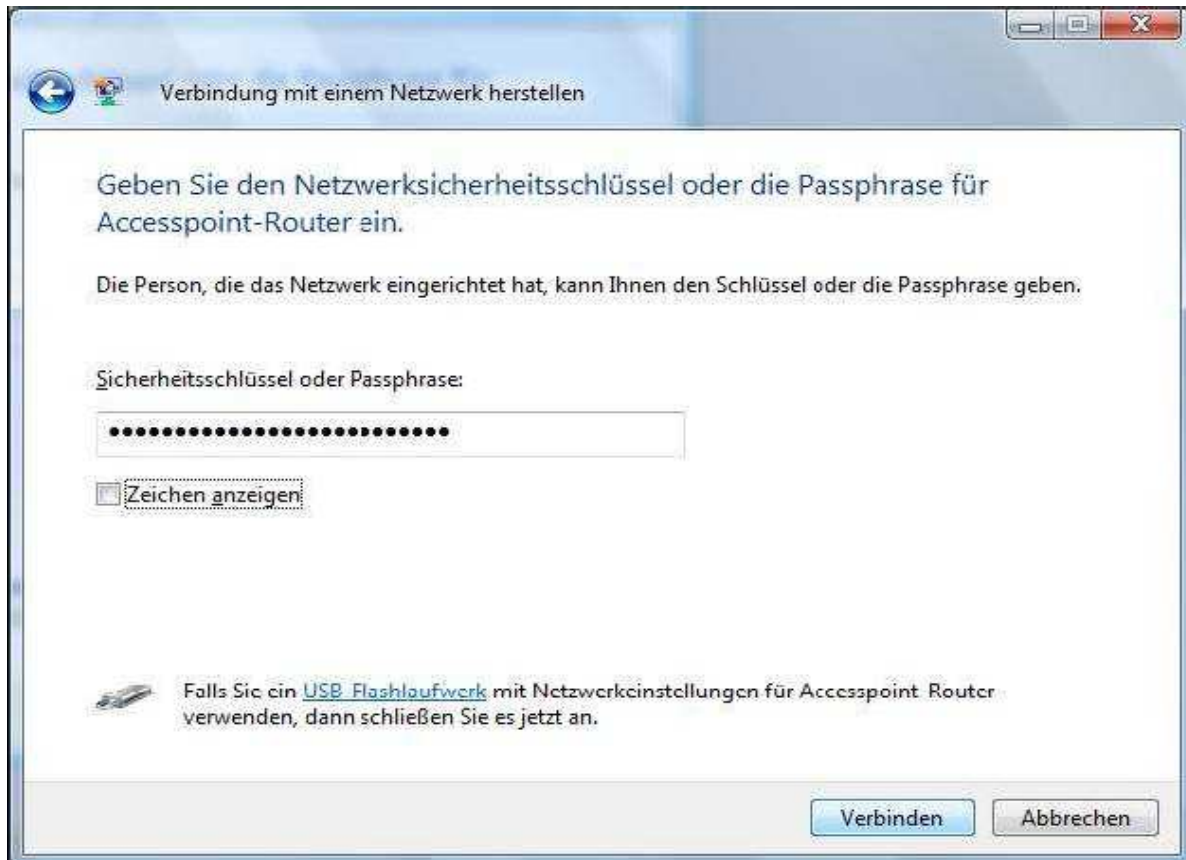 Verbindung mit einem Netzwerk herstellen
Geben Sie den Netzwerksicherheitsschlüssel oder die Passphrase für
Accesspoint-Router ein.
Die Person, die das Netzwerk eingerichtet hat, kann Ihnen den Schlüssel oder die Passphrase geben.
Sicherheitsschlüssel oder Passphrase:
••••••••••••••••••••••••••
Zeichen anzeigen
Falls Sie ein USB-Flashlaufwerk mit Netzwerkeinstellungen für Accesspoint-Router
verwenden, dann schließen Sie es jetzt an.
Verbinden
Abbrechen